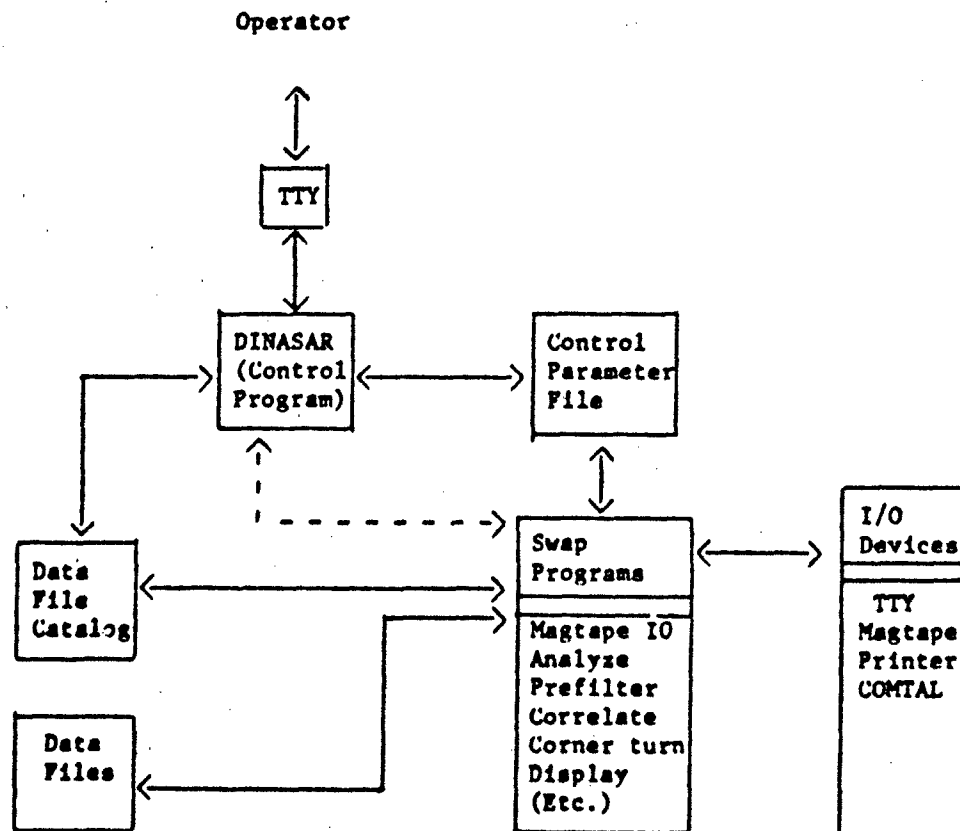 Operator
TTY
DINASAR
(Control
Program)
Control
Parameter
File
Data
File
Catalog
Swap
Programs
Magtape IO
Analyze
Prefilter
Correlate
Corner turn
Display
(Etc.)
I/O
Devices
TTY
Magtape
Printer
COMTAL
Data
Files